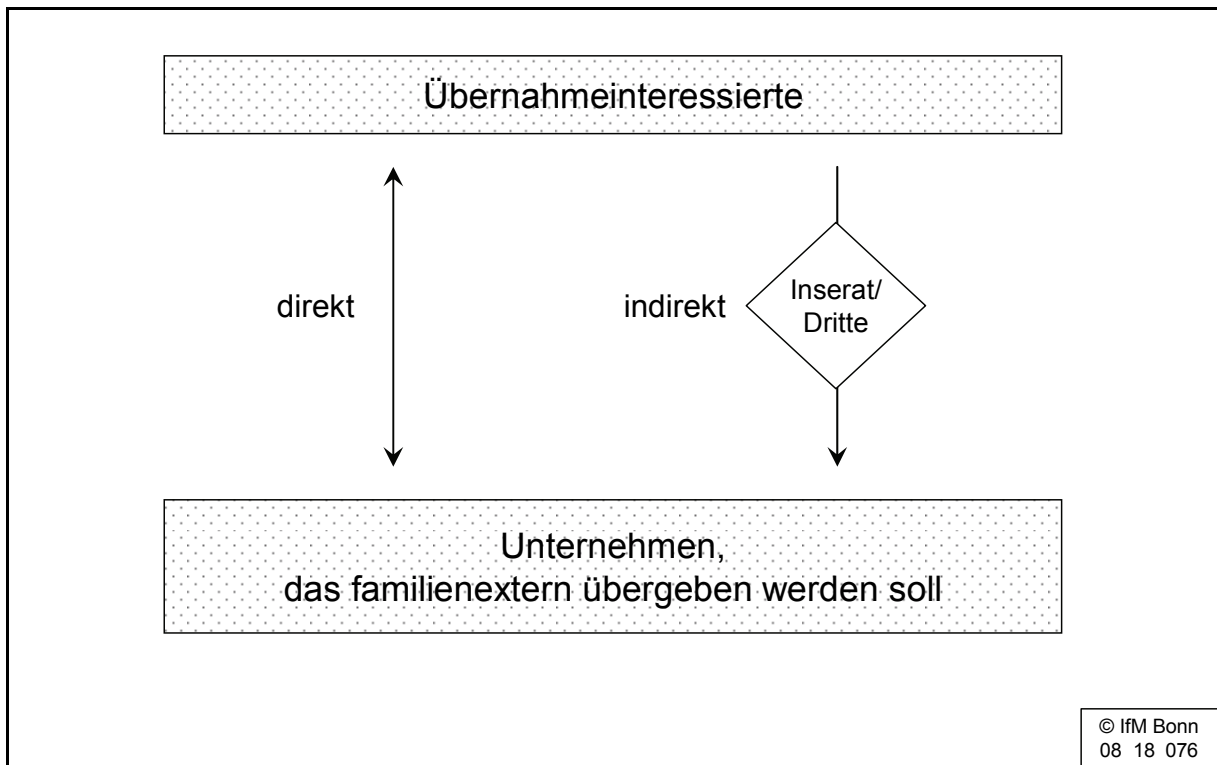 Übernahmeinteressierte
direkt
indirekt
Inserat/
Dritte
Unternehmen,
das familienextern übergeben werden soll
© IfM Bonn
08 18 076